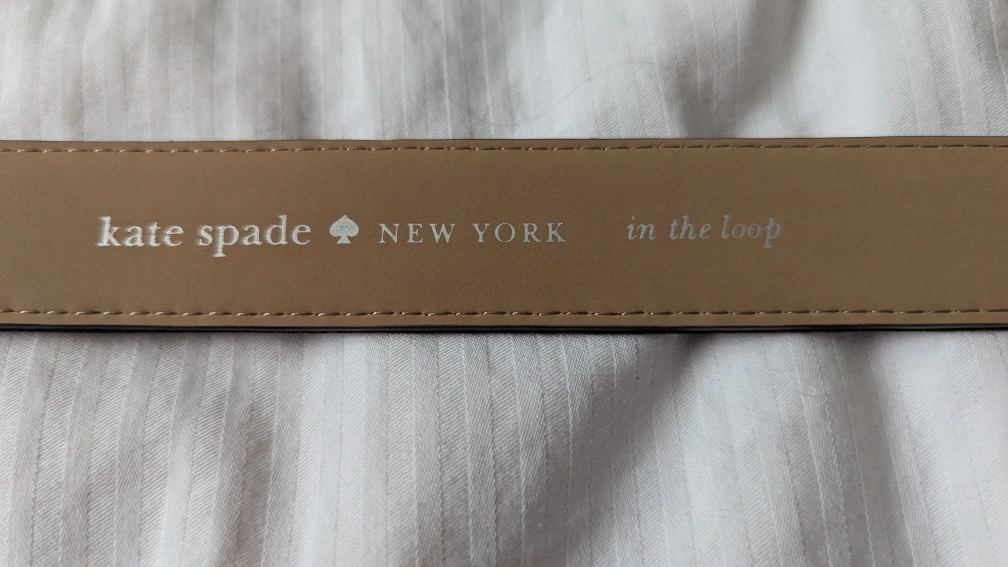 kate spade ♠ NEW YORK in the loop